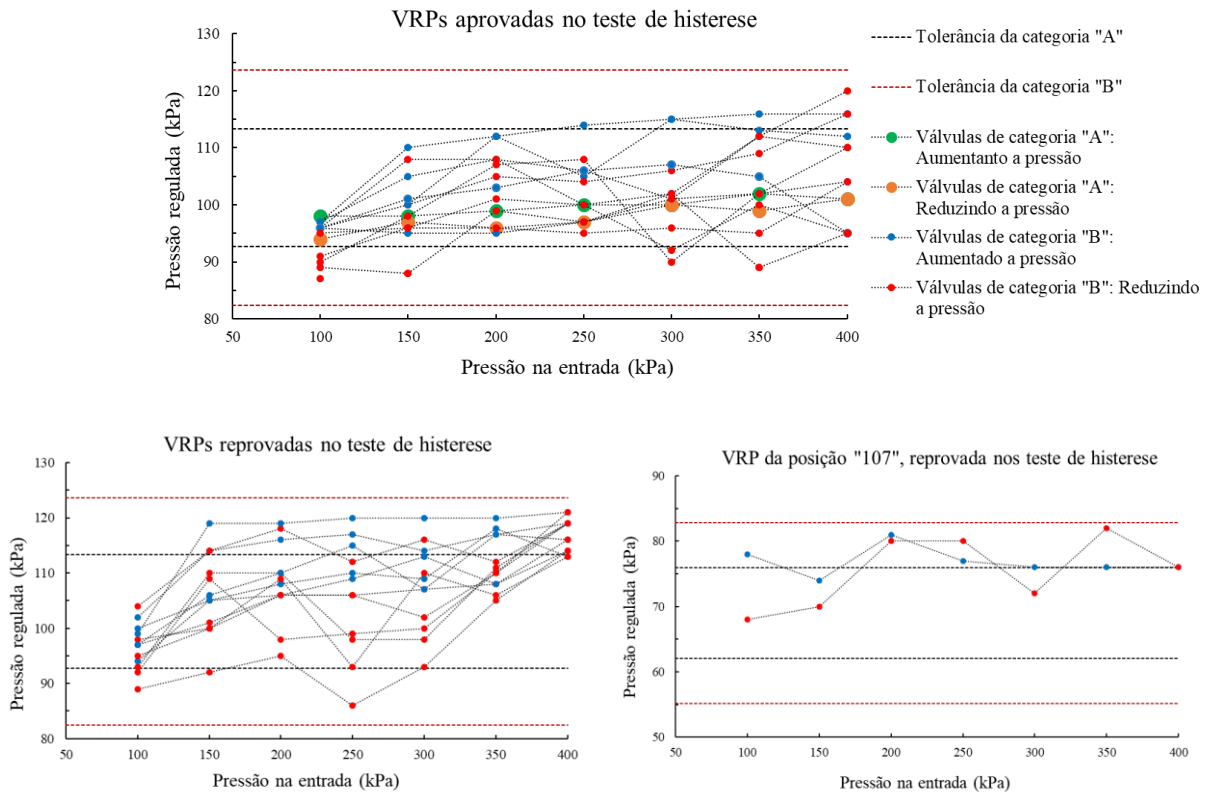 VRPs aprovadas no teste de histerese
130
120
110
100
90
80
50
100
150
200
250
300
350
400
Pressão regulada (kPa)
Pressão na entrada (kPa)
Tolerância da categoria "A"
Tolerância da categoria "B"
Válvulas de categoria "A":
Aumentanto a pressão
Válvulas de categoria "A":
Reduzindo a pressão
Válvulas de categoria "B":
Aumentado a pressão
Válvulas de categoria "B": Reduzindo
a pressão
VRPs reprovadas no teste de histerese
130
120
110
100
90
80
50
100
150
200
250
300
350
400
Pressão regulada (kPa)
Pressão na entrada (kPa)
VRP da posição "107", reprovada nos teste de histerese
90
80
70
60
50
50
100
150
200
250
300
350
400
Pressão regulada (kPa)
Pressão na entrada (kPa)